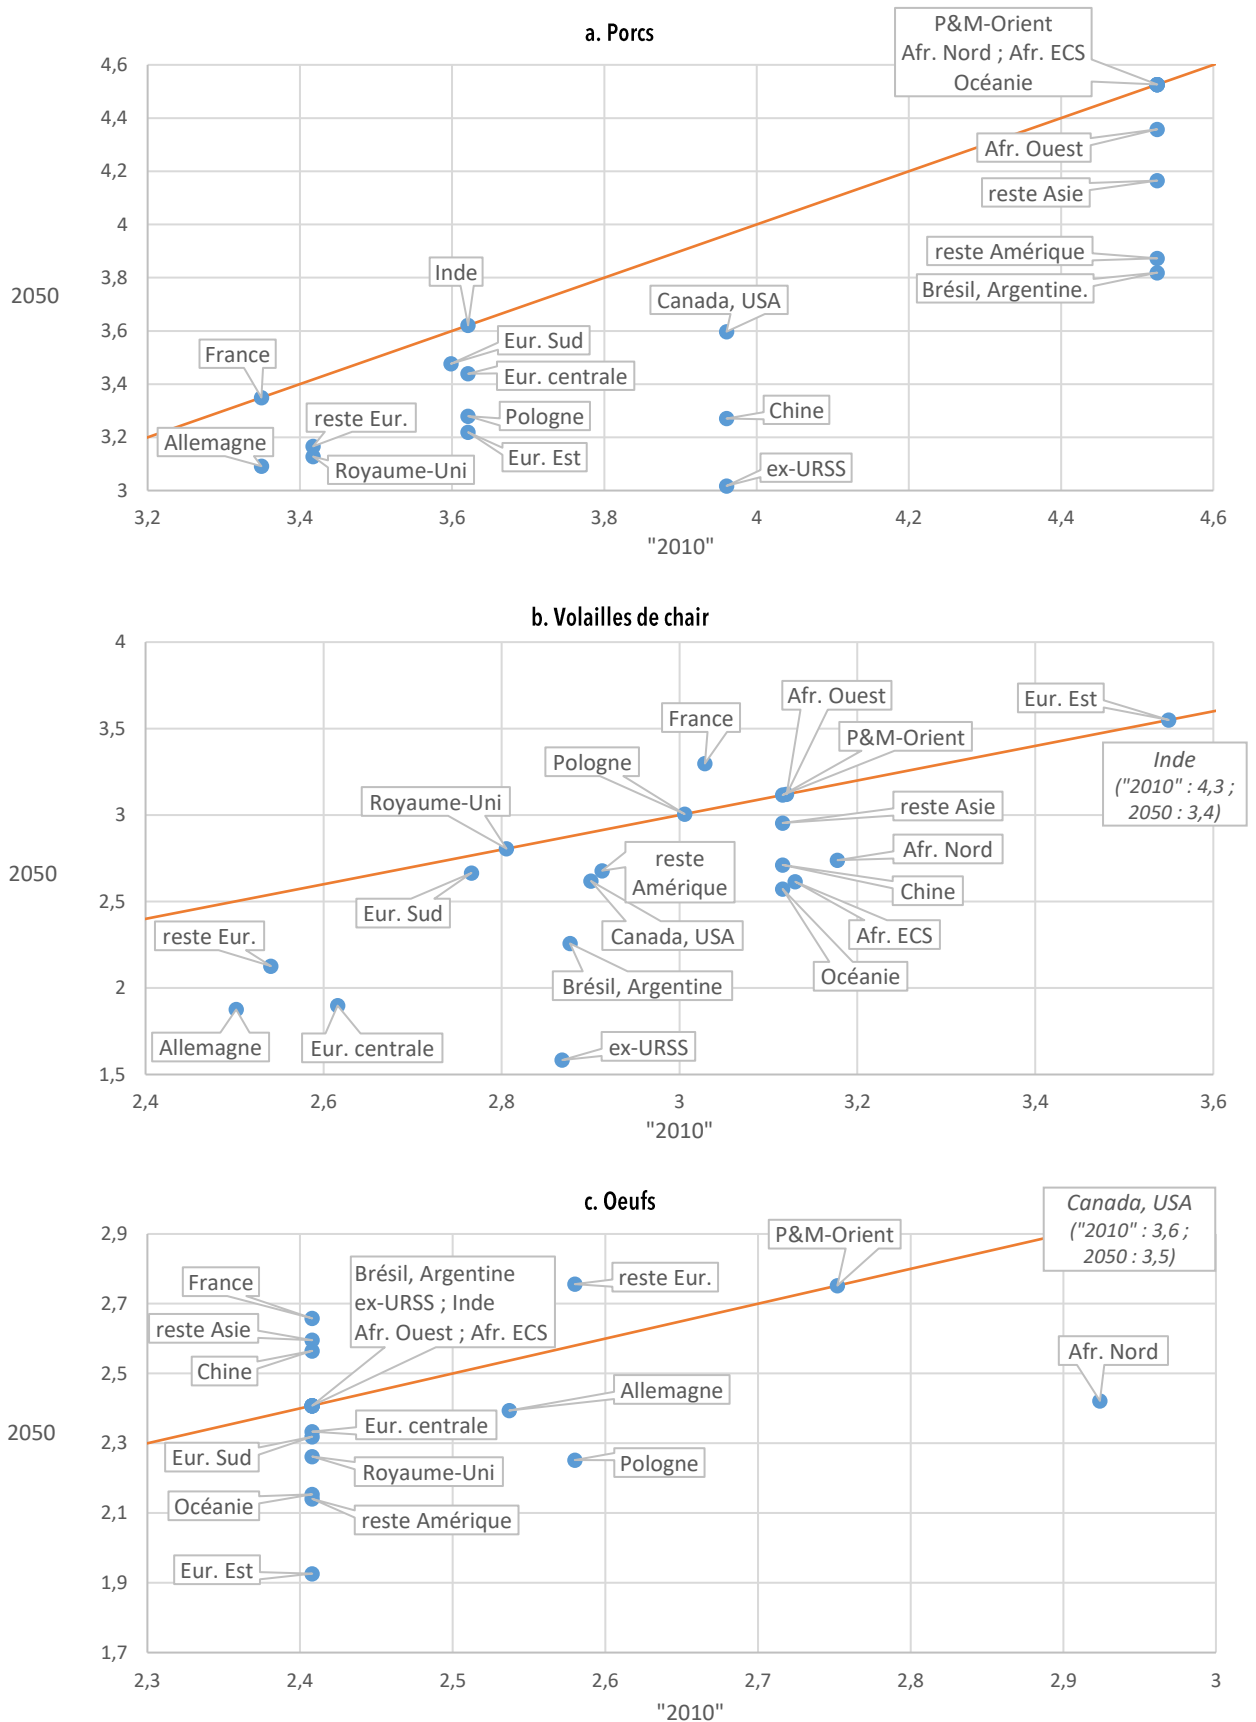 a. Porcs
P&M-Orient
Afr. Nord ; Afr. ECS
Océanie
4,6
4,4
Afr. Ouest
4,2
reste Asie
4
reste Amérique
Inde
3,8
Brésil, Argentine.
2050
Canada, USA
3,6
Eur. Sud
France
Eur. centrale
3,4
reste Eur.
Pologne
Chine
Allemagne
3,2
Royaume-Uni
Eur. Est
ex-URSS
3
3,2
3,4
3,6
3,8
4
4,2
4,4
4,6
"2010"
b. Volailles de chair
4
Afr. Ouest
Eur. Est
France
3,5
P&M-Orient
Pologne
Inde
("2010" : 4,3 ;
2050 : 3,4)
Royaume-Uni
reste Asie
3
Afr. Nord
reste
Amérique
2050
Chine
Eur. Sud
2,5
reste Eur.
Canada, USA
Afr. ECS
Océanie
Brésil, Argentine
2
Allemagne
Eur. centrale
ex-URSS
1,5
2,4
2,6
2,8
3
3,2
3,4
3,6
"2010"
c. Oeufs
Canada, USA
("2010" : 3,6 ;
2050 : 3,5)
2,9
P&M-Orient
Brésil, Argentine
ex-URSS ; Inde
Afr. Ouest ; Afr. ECS
France
reste Eur.
2,7
reste Asie
Chine
Afr. Nord
2,5
Allemagne
Eur. centrale
2050
2,3
Eur. Sud
Royaume-Uni
Pologne
Océanie
2,1
reste Amérique
Eur. Est
1,9
1,7
2,3
2,4
2,5
2,6
2,7
2,8
2,9
3
"2010"